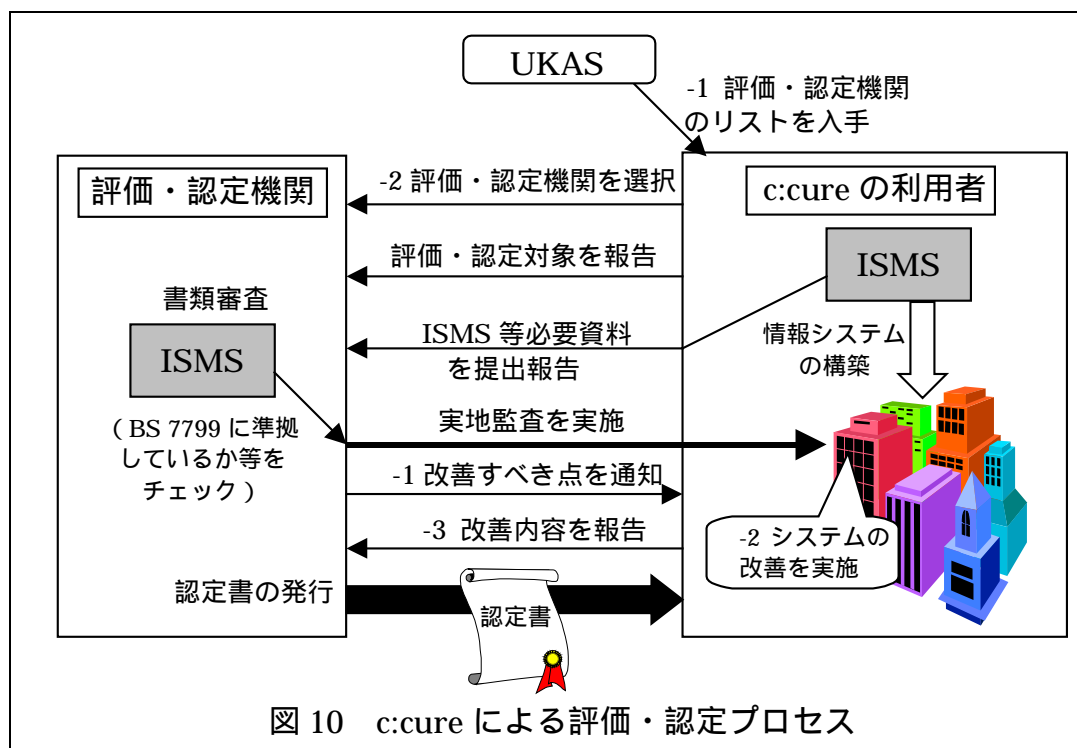 UKAS
-1 評価・認定機関
のリストを入手
評価・認定機関
-2 評価・認定機関を選択
c:cure の利用者
評価・認定対象を報告
ISMS
書類審査
ISMS
ISMS 等必要資料
を提出報告
情報システム
の構築
(BS 7799 に準拠
しているか等を
チェック)
実地監査を実施
-1 改善すべき点を通知
-2 システムの
改善を実施
-3 改善内容を報告
認定書の発行
認定書
図 10 c:cure による評価・認定プロセス